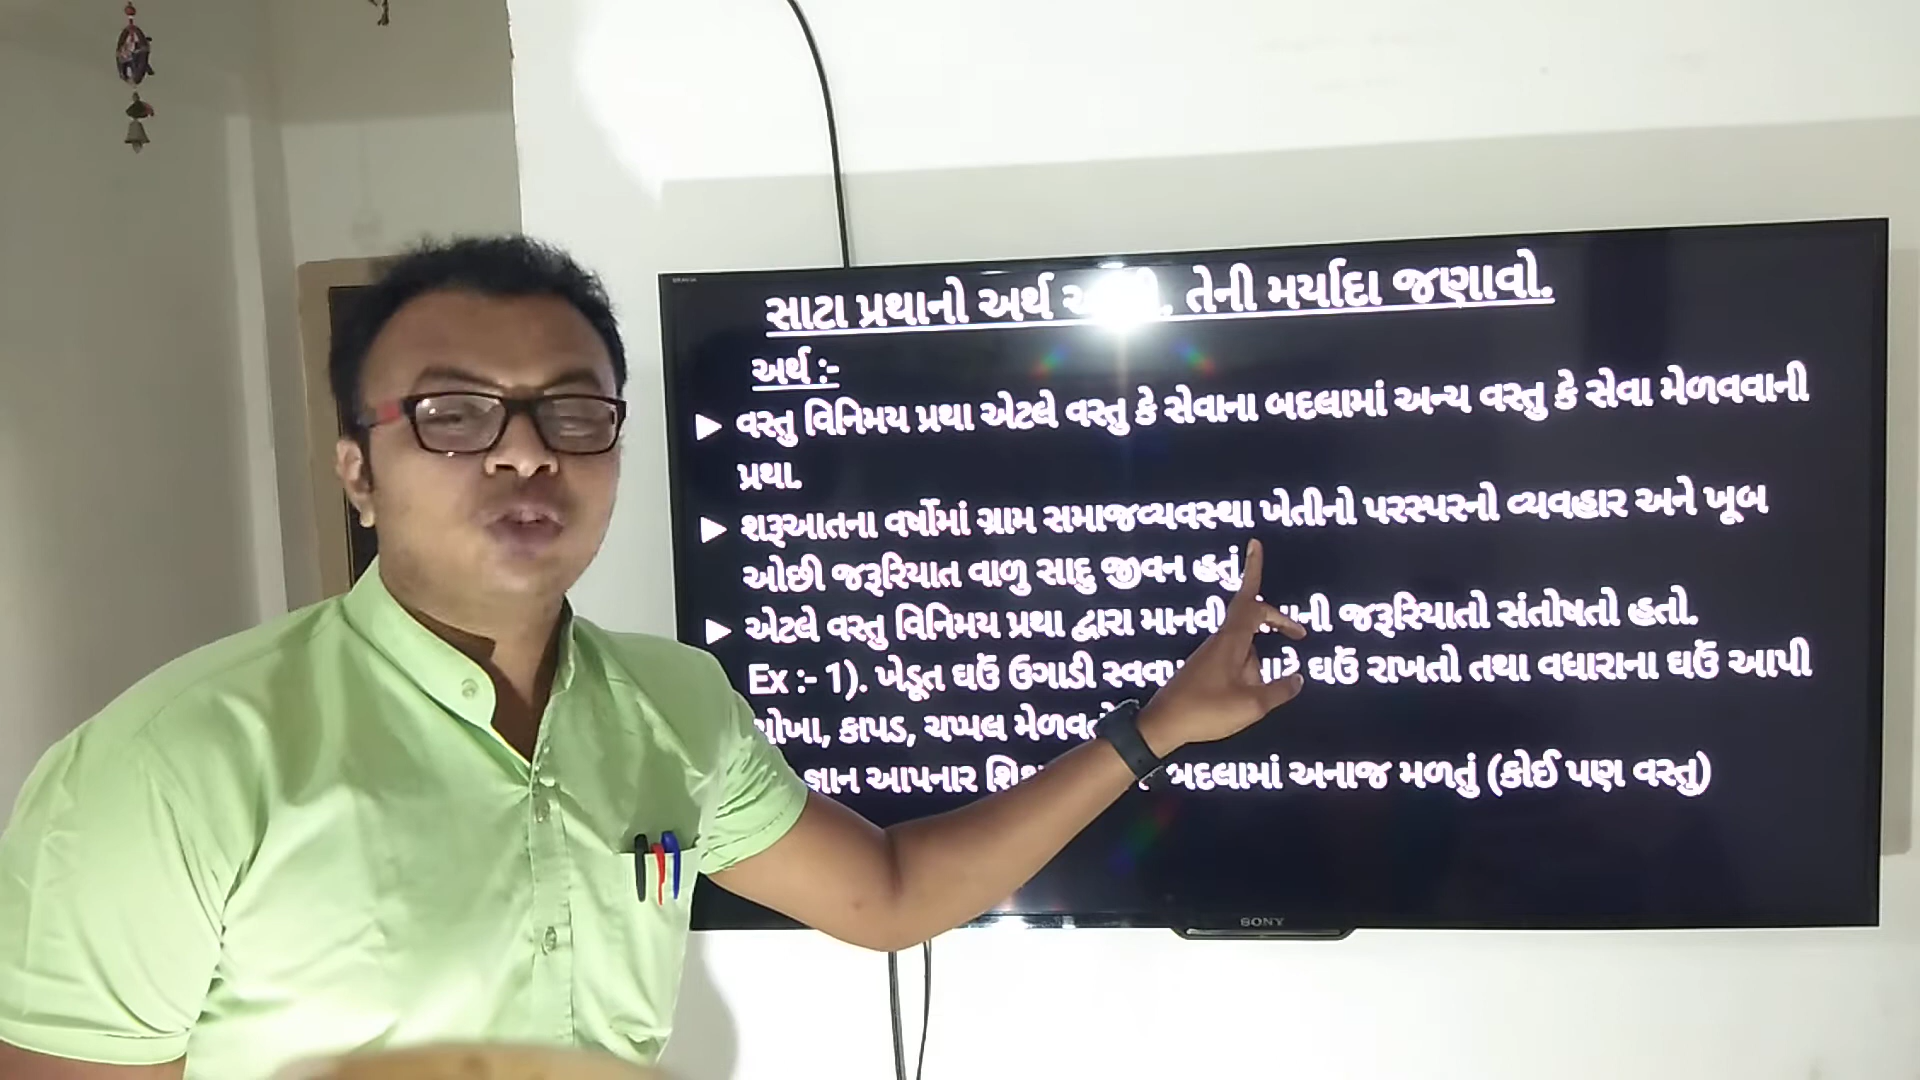 સાટા પ્રથાનો અર્થ તેની મર્યાદા જણાવો.
અર્થ :-
► વસ્તુ વિનિમય પ્રથા એટલે વસ્તુ કે સેવાના બદલામાં અન્ય વસ્તુ કે સેવા મેળવવાની
પ્રથા.
► શરૂઆતના વર્ષોમાં ગ્રામ સમાજવ્યવસ્થા ખેતીનો પરસ્પરનો વ્યવહાર અને ખૂબ
ઓછી જરૂરિયાત વાળુ સાદુ જીવન હતું.
► એટલે વસ્તુ વિનિમય પ્રથા દ્વારા માનવી જરૂરિયાતો સંતોષતો હતો.
Ex :- 1). ખેડૂત ઘઉં ઉગાડી ઘઉં રાખતો તથા વધારાના ઘઉં આપી
કાપડ, ચપ્પલ
જ્ઞાન આપનાર બદલામાં અનાજ મળતું (કોઈ પણ વસ્તુ)
SONY